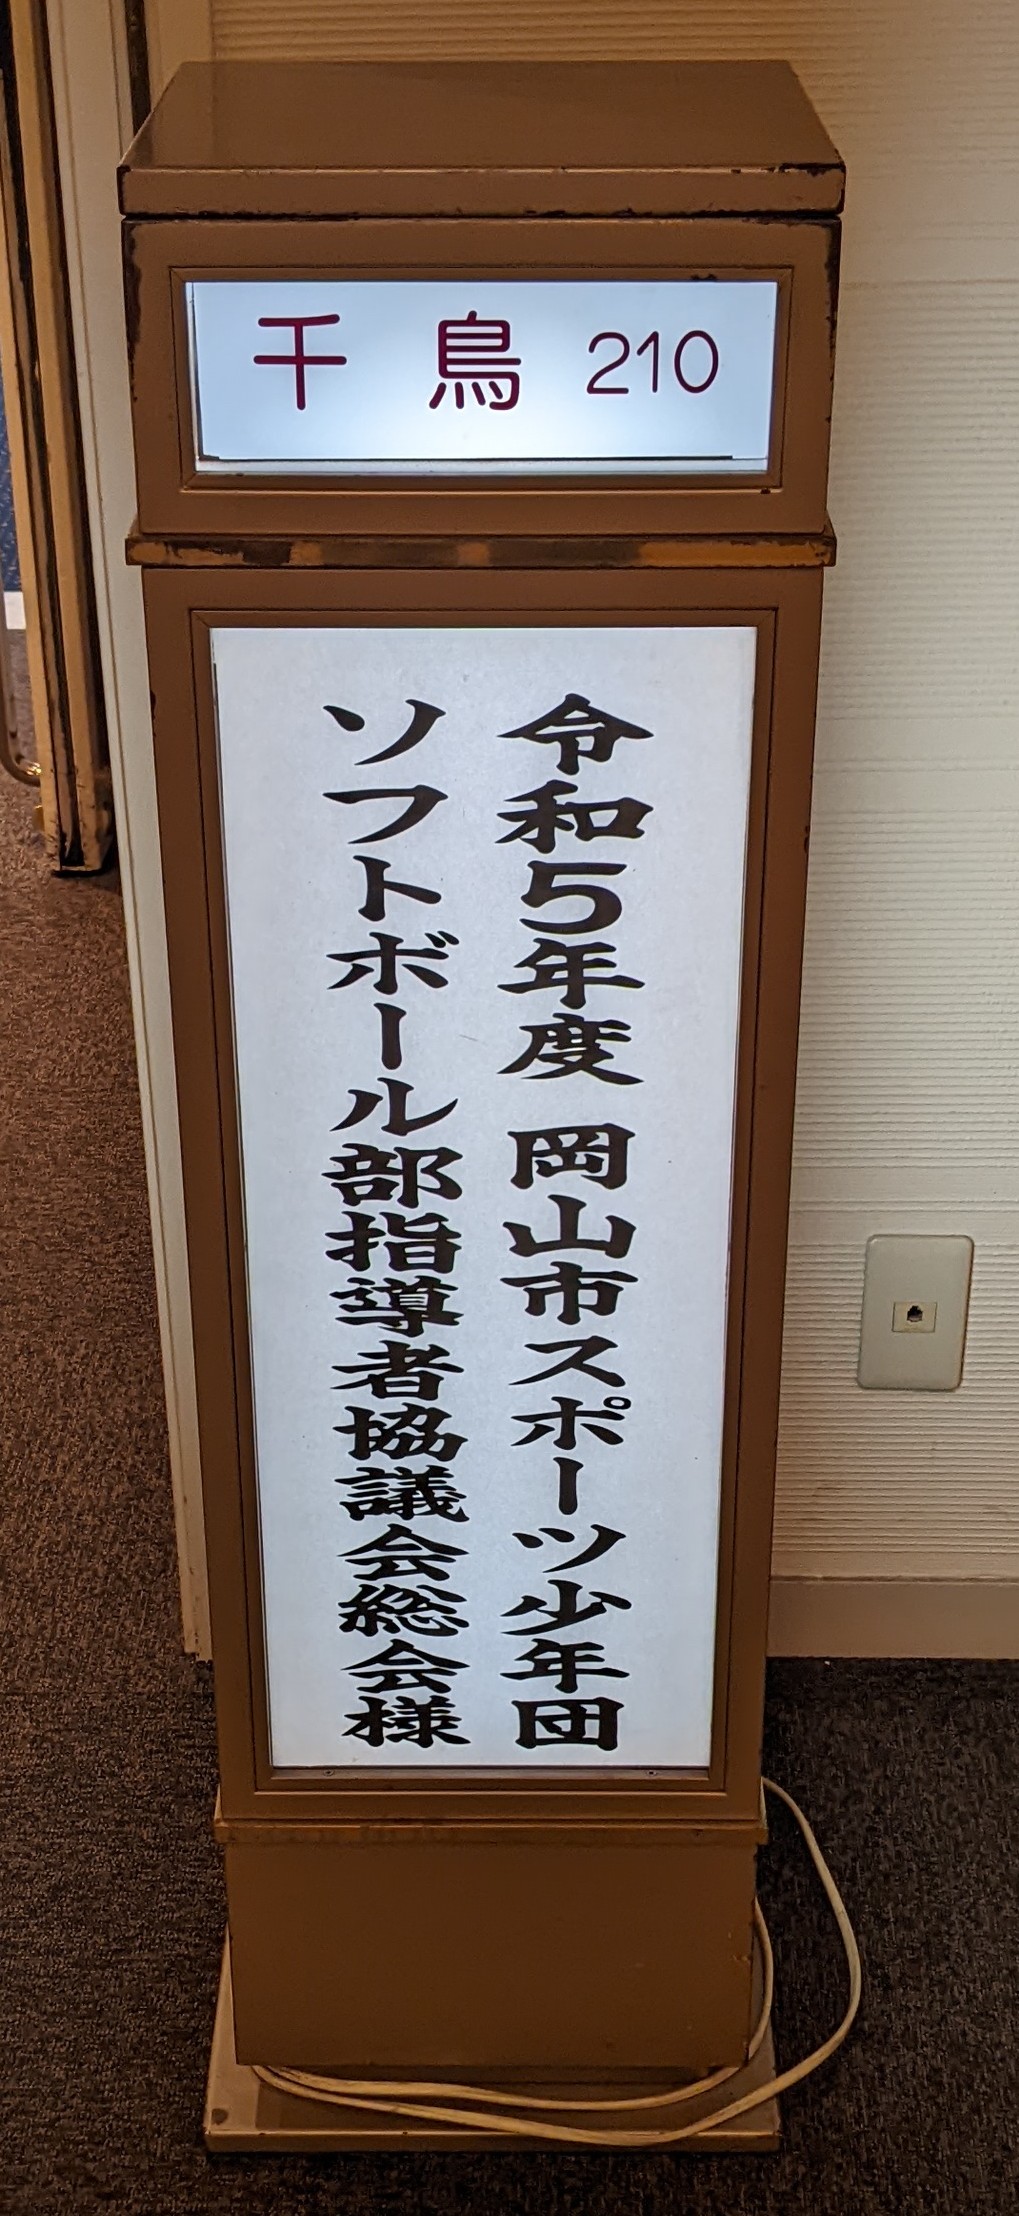 千鳥 210
令和5年度 岡山市スポーツ少年団
ソフトボール部指導者協議会総会様